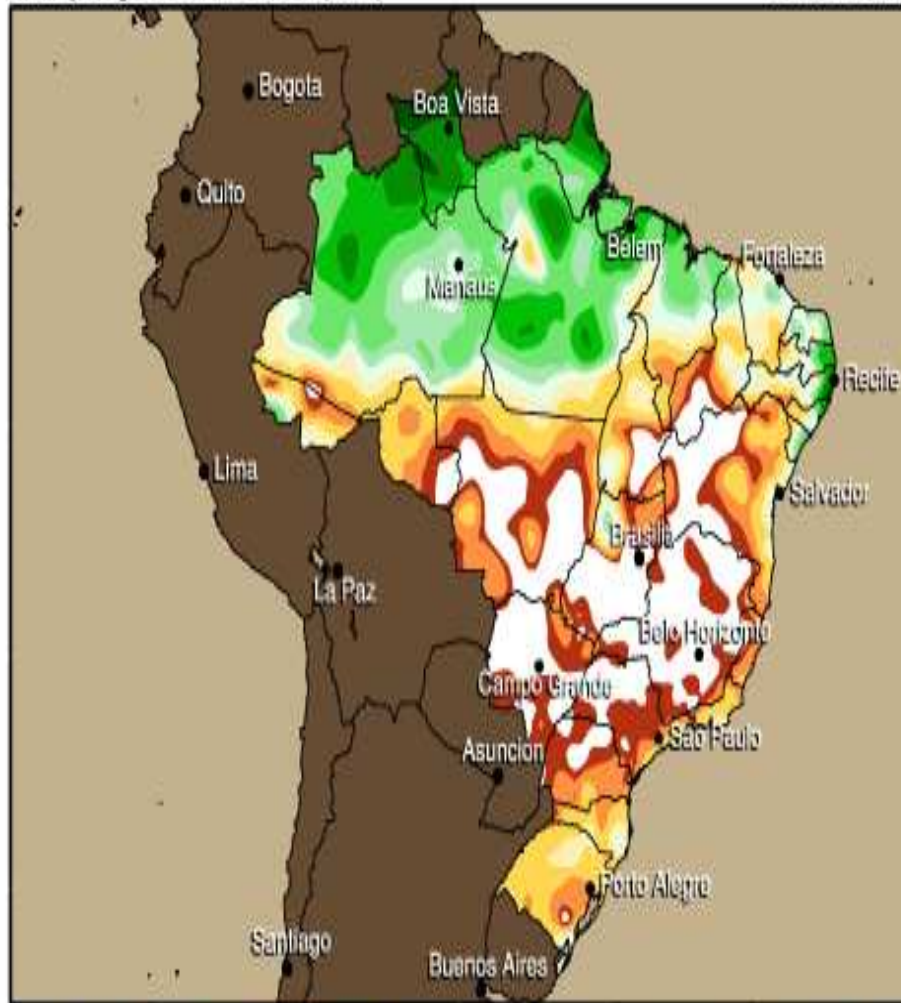 Bogota
Boa Vista
Quito
Belem
Fortaleza
Manaus
Recife
Lima
Salvador
Brasilia
La Paz
Belo Horizonte
Campo Grande
Sao Paulo
Asuncion
Porto Alegre
Santiago
Buenos Aires